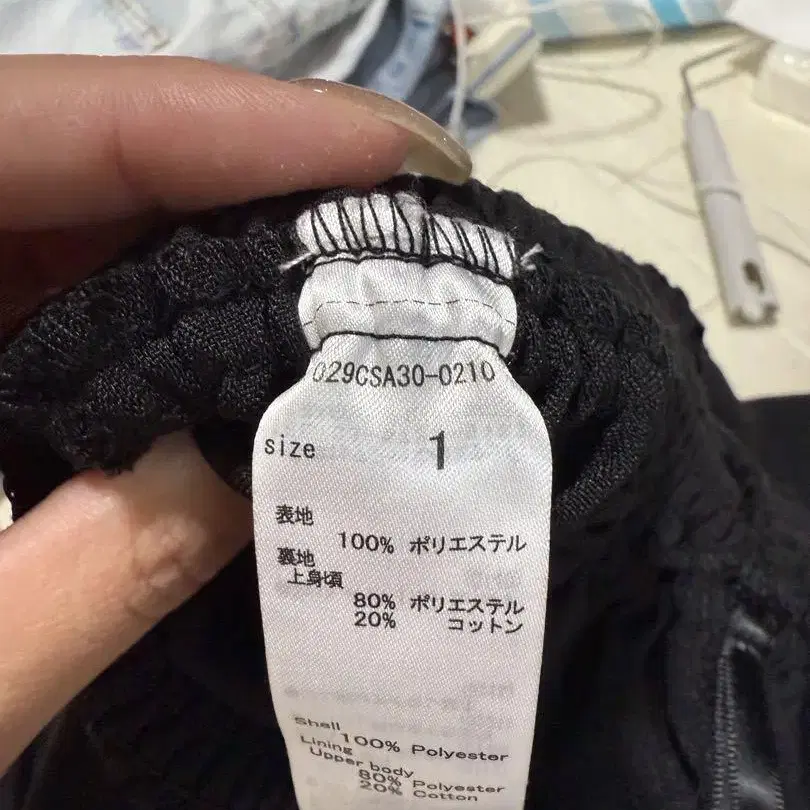 029CSA30-0210
size 1
表地
100% ポリエステル
裏地
上身頃
80% ポリエステル
20% コットン
Shell
100% Polyester
Lining
Upper body
80% Polyester
20% Cotton